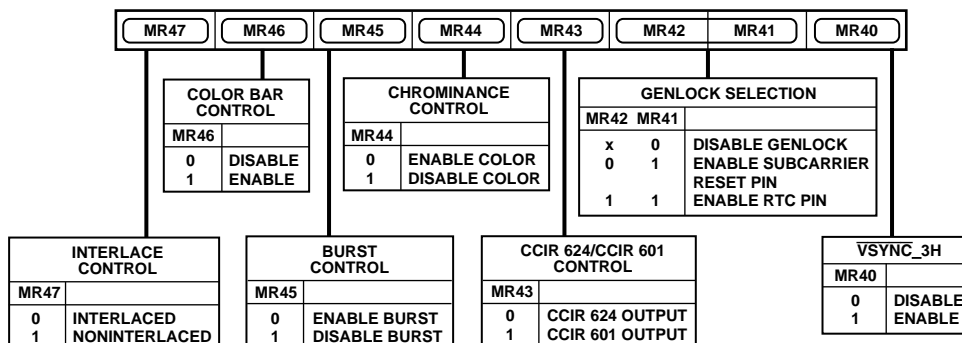 MR47 MR46 MR45 MR44 MR43 MR42 MR41 MR40
COLOR BAR
CONTROL
MR46
0 DISABLE
1 ENABLE
CHROMINANCE
CONTROL
MR44
0 ENABLE COLOR
1 DISABLE COLOR
GENLOCK SELECTION
MR42 MR41
x 0 DISABLE GENLOCK
0 1 ENABLE SUBCARRIER
RESET PIN
1 1 ENABLE RTC PIN
INTERLACE
CONTROL
MR47
0 INTERLACED
1 NONINTERLACED
BURST
CONTROL
MR45
0 ENABLE BURST
1 DISABLE BURST
CCIR 624/CCIR 601
CONTROL
MR43
0 CCIR 624 OUTPUT
1 CCIR 601 OUTPUT
VSYNC_3H
MR40
0 DISABLE
1 ENABLE